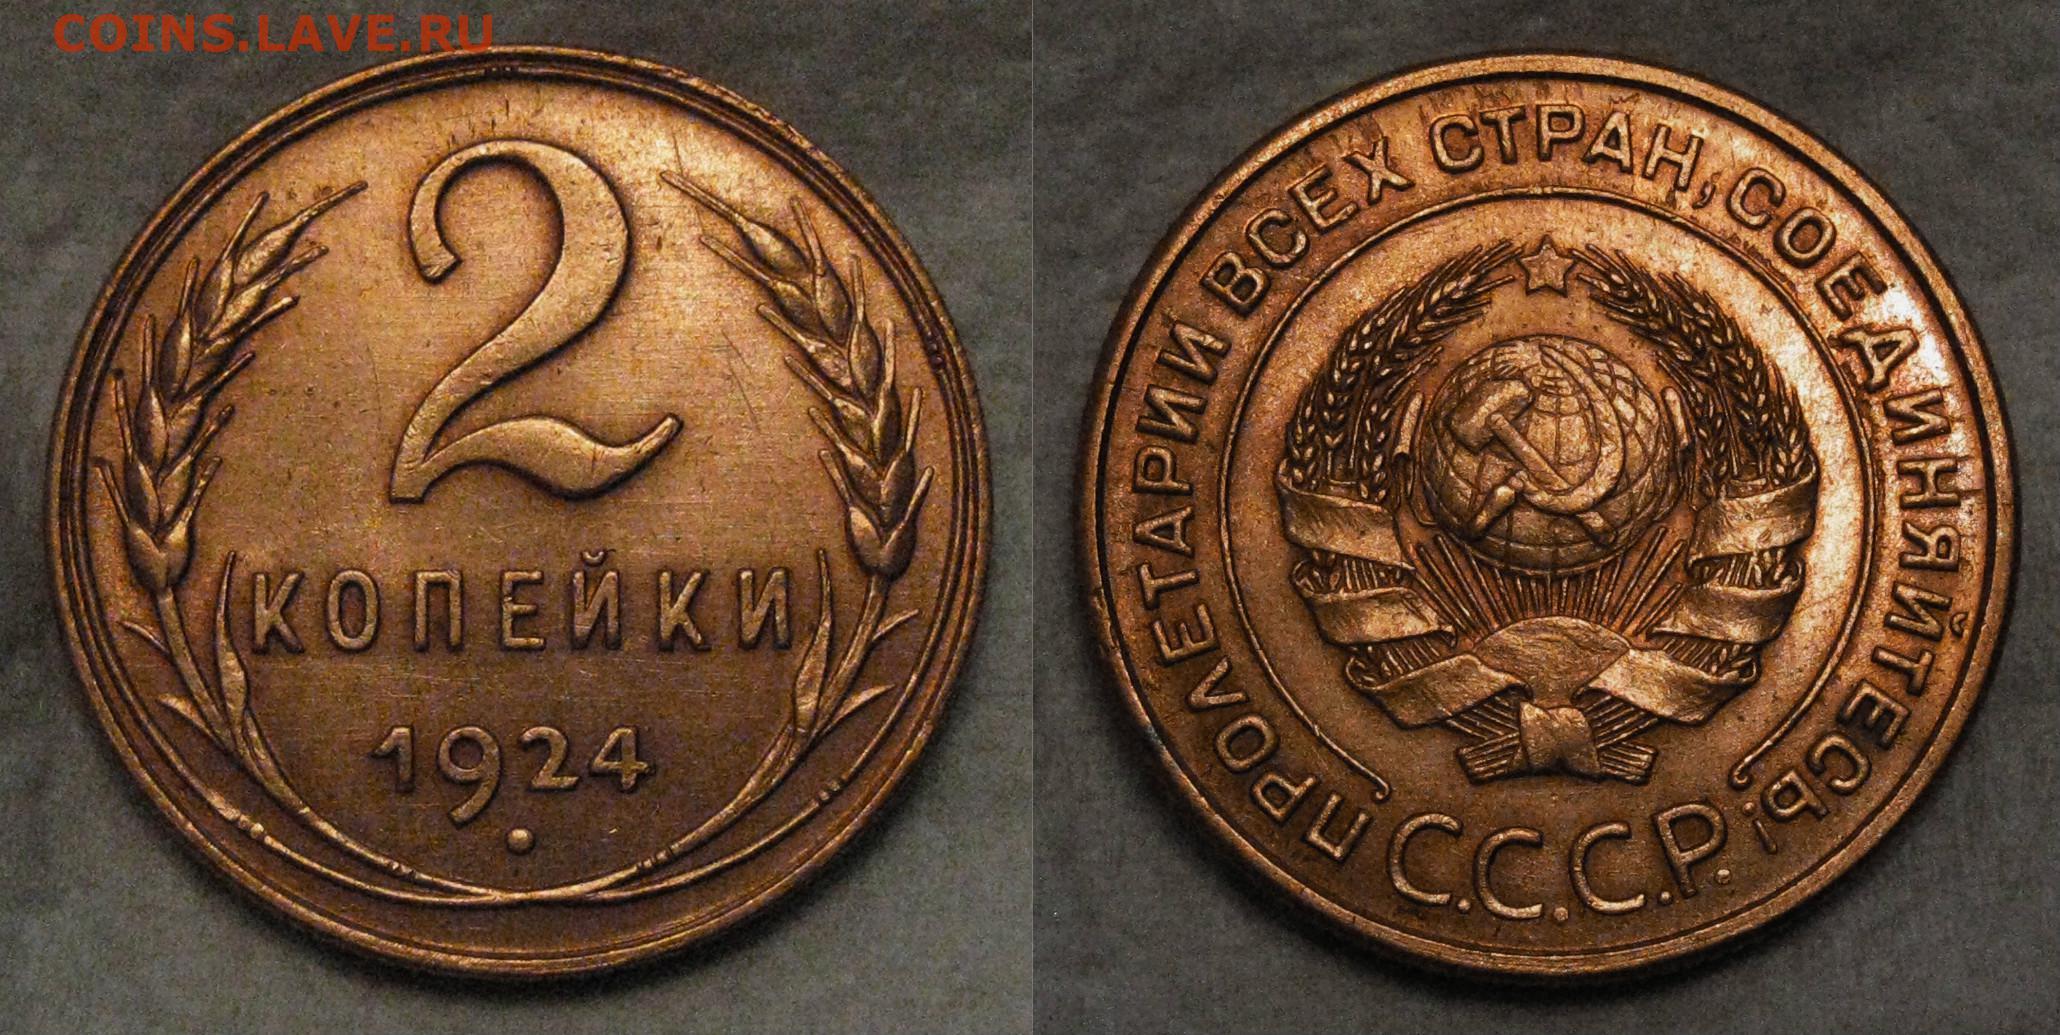 COINS.LAVE.RU
2
КОПЕЙКИ
1924
ПРОЛЕТАРИИ ВСЕХ СТРАН, СОЕДИНЯЙТЕСЬ!
С.С.С.Р.